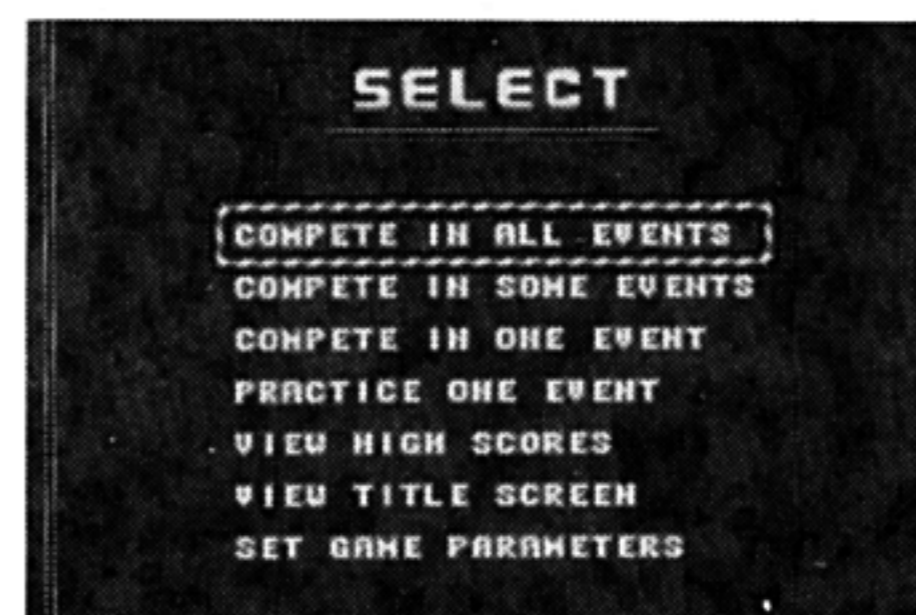 SELECT
COMPETE IN ALL EVENTS
COMPETE IN SOME EVENTS
COMPETE IN ONE EVENT
PRACTICE ONE EVENT
VIEW HIGH SCORES
VIEW TITLE SCREEN
SET GAME PARAMETERS